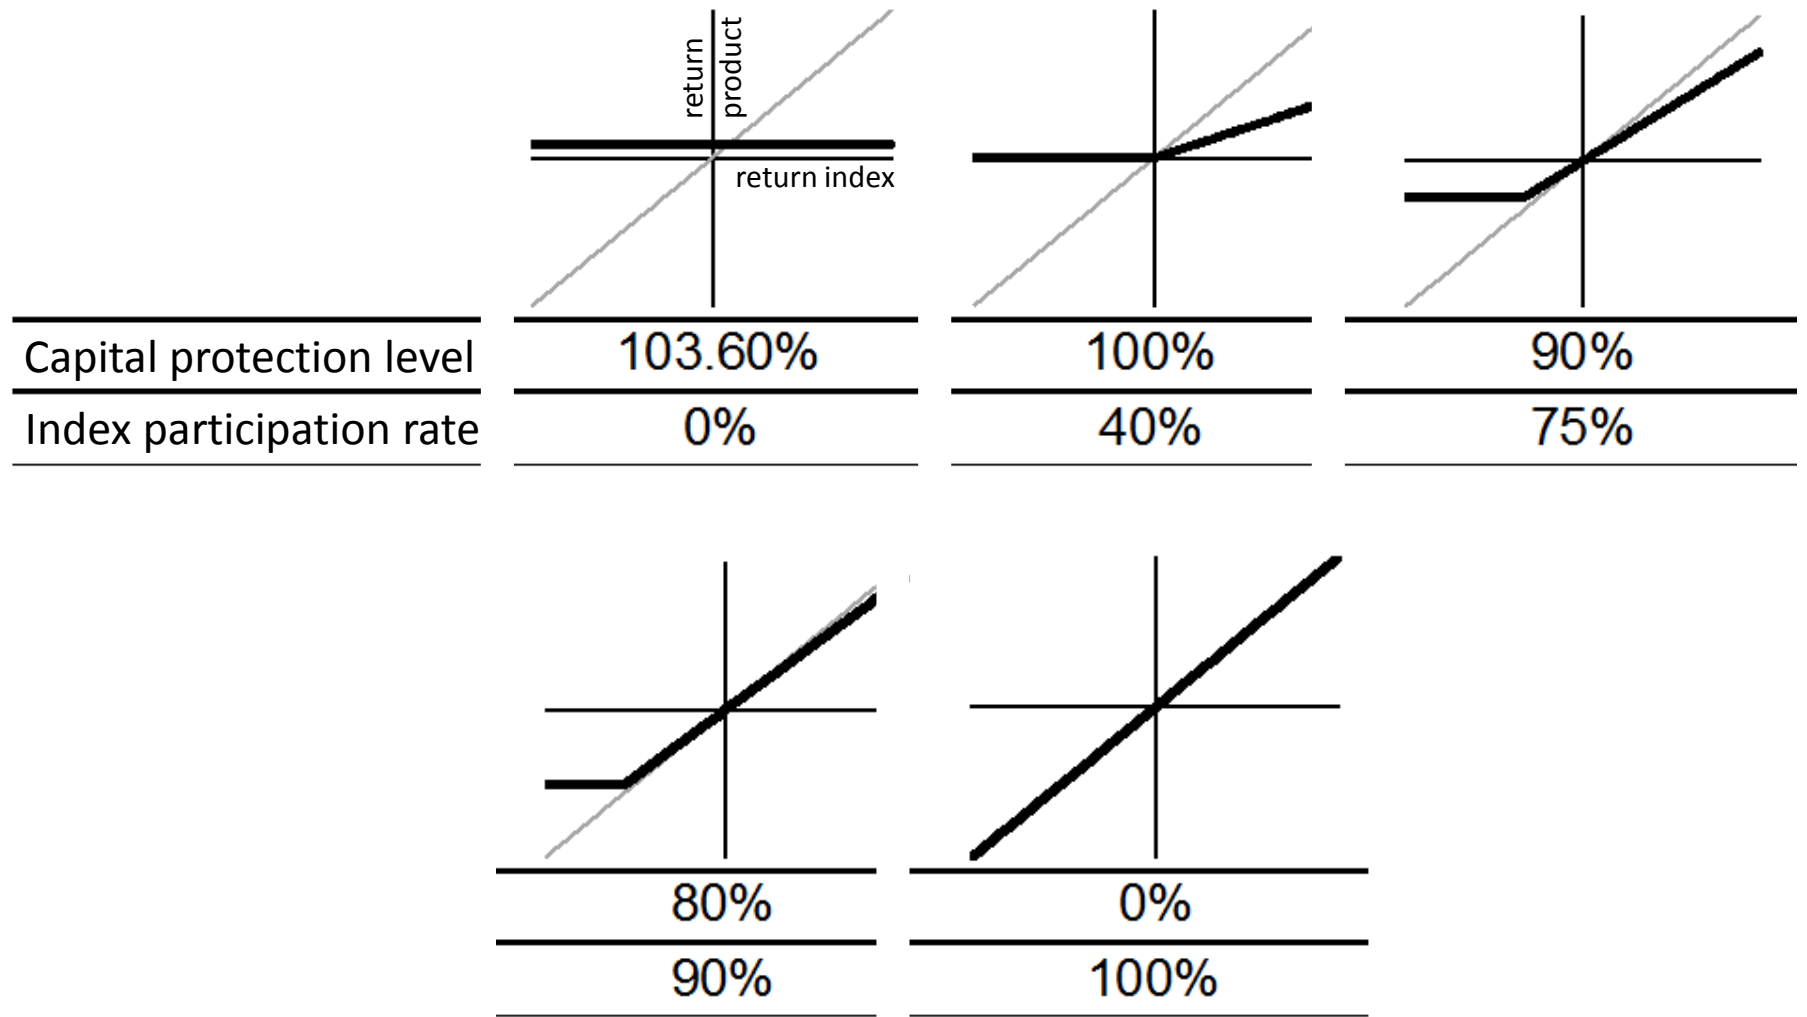 return
product
return index
Capital protection level 103.60% 100% 90%
Index participation rate 0% 40% 75%
80% 0%
90% 100%